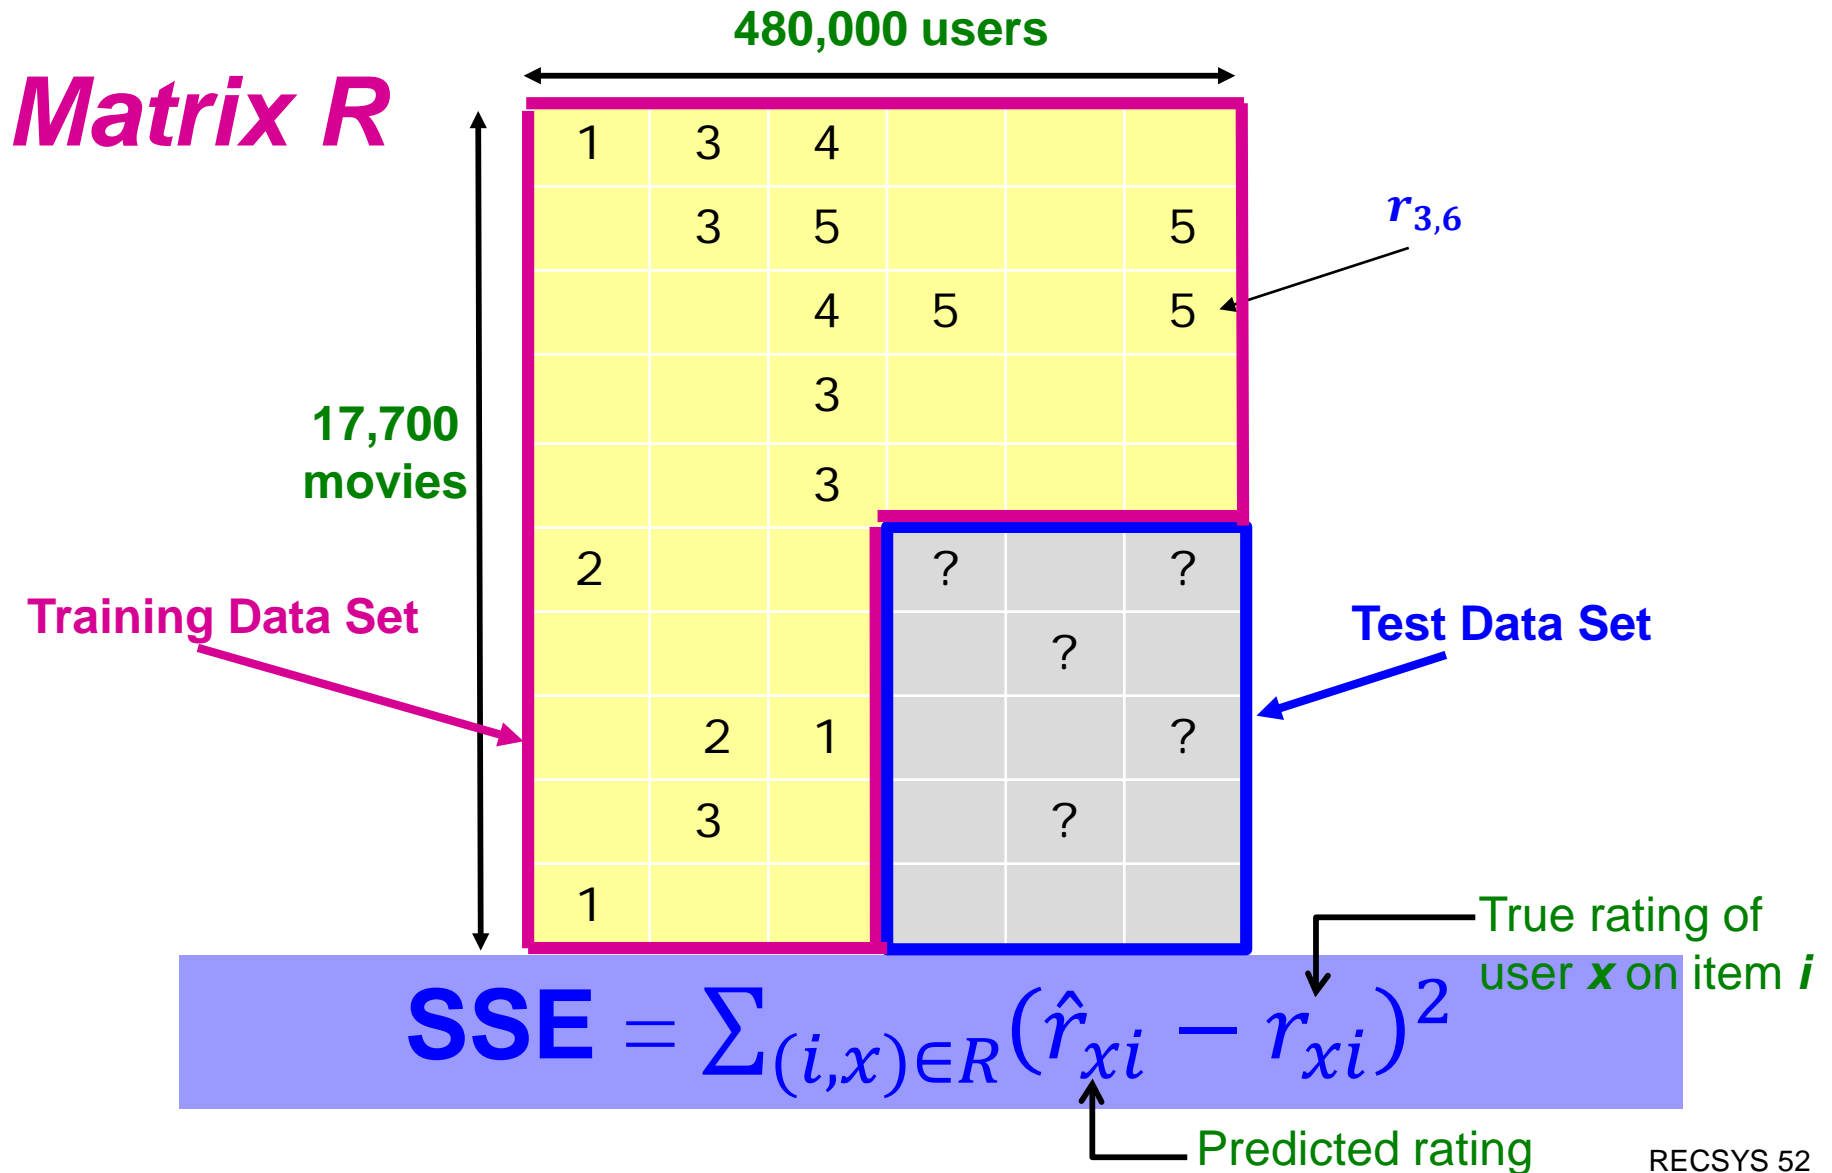 480,000 users
Matrix R
1 3 4
3 5 5
r3,6
4 5 5
3
17,700
movies
3
2 ? ?
Training Data Set
Test Data Set
?
2 1 ?
3 ?
1
True rating of
user x on item i
SSE = ∑(i,x)∈R(r̂xi − rxi)²
Predicted rating
RECSYS 52